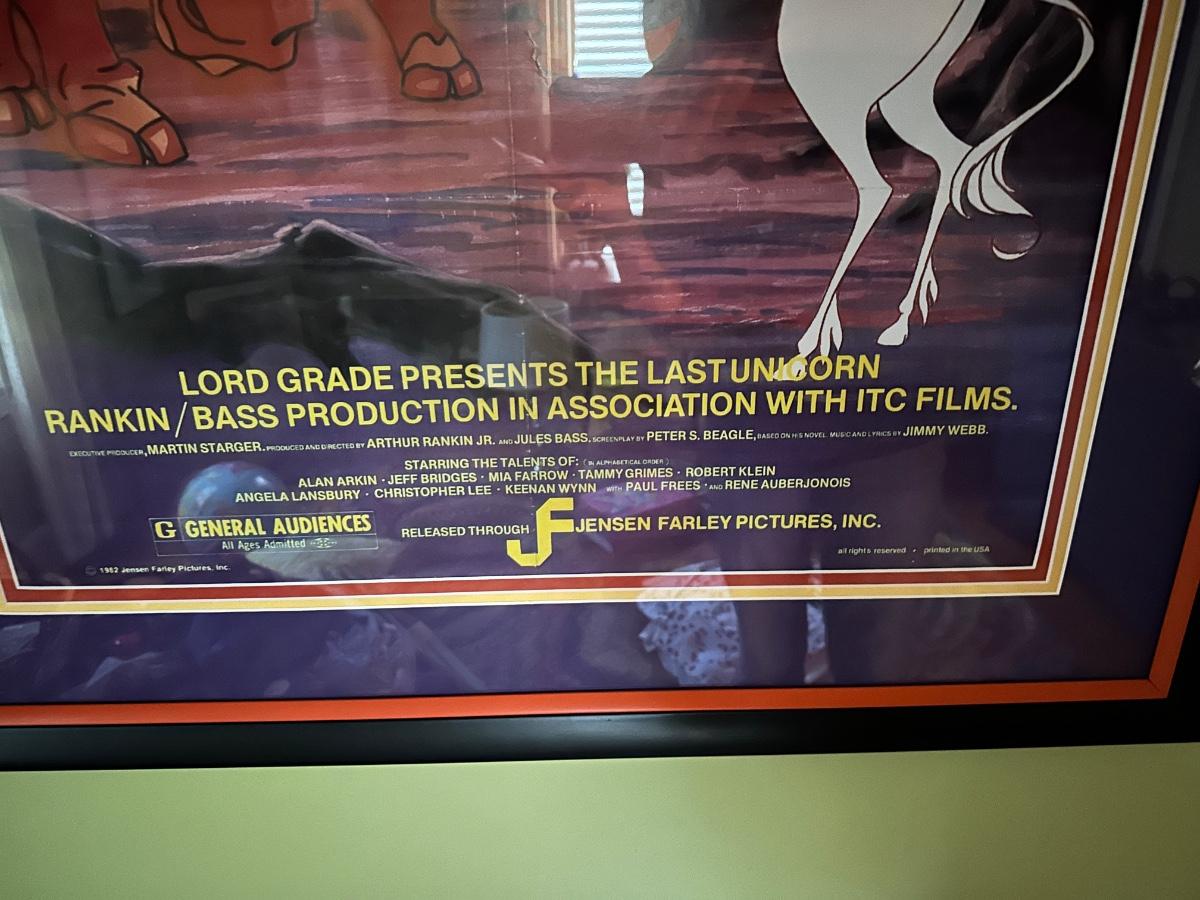 LORD GRADE PRESENTS THE LAST UNICORN
RANKIN/BASS PRODUCTION IN ASSOCIATION WITH ITC FILMS.
EXECUTIVE PRODUCER, MARTIN STARGER. PRODUCED AND DIRECTED BY ARTHUR RANKIN JR. AND JULES BASS. SCREENPLAY BY PETER S. BEAGLE, BASED ON HIS NOVEL. MUSIC AND LYRICS BY JIMMY WEBB.
STARRING THE TALENTS OF: (IN ALPHABETICAL ORDER)
ALAN ARKIN · JEFF BRIDGES · MIA FARROW · TAMMY GRIMES · ROBERT KLEIN
ANGELA LANSBURY · CHRISTOPHER LEE · KEENAN WYNN WITH PAUL FREES · AND RENE AUBERJONOIS
G GENERAL AUDIENCES
All Ages Admitted
RELEASED THROUGH JF JENSEN FARLEY PICTURES, INC.
all rights reserved • printed in the USA
© 1982 Jensen Farley Pictures, Inc.